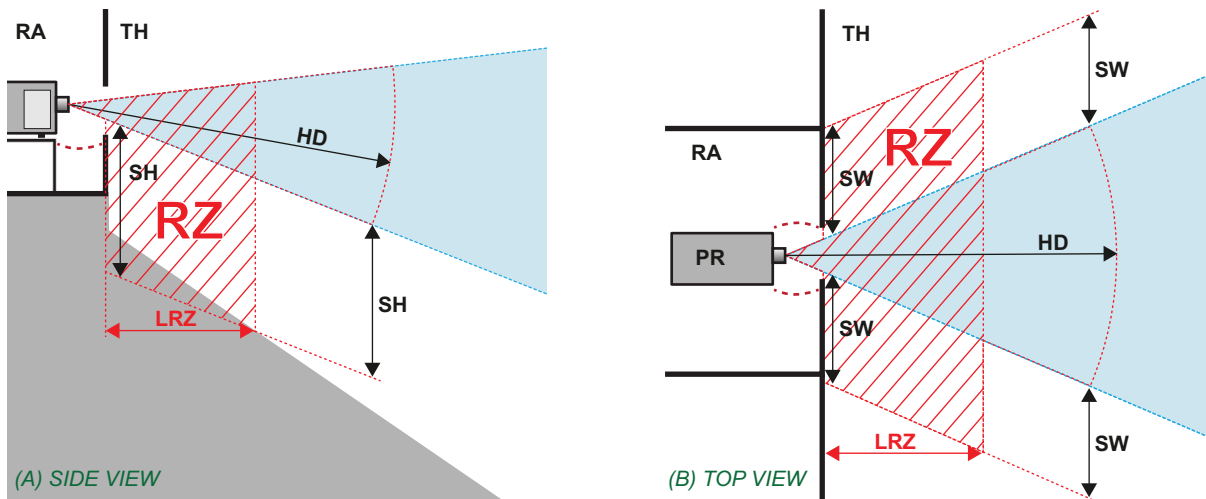 RA
TH
HD
SH
RZ
SH
LRZ
(A) SIDE VIEW
TH
SW
RA
RZ
SW
PR
HD
SW
LRZ
SW
(B) TOP VIEW